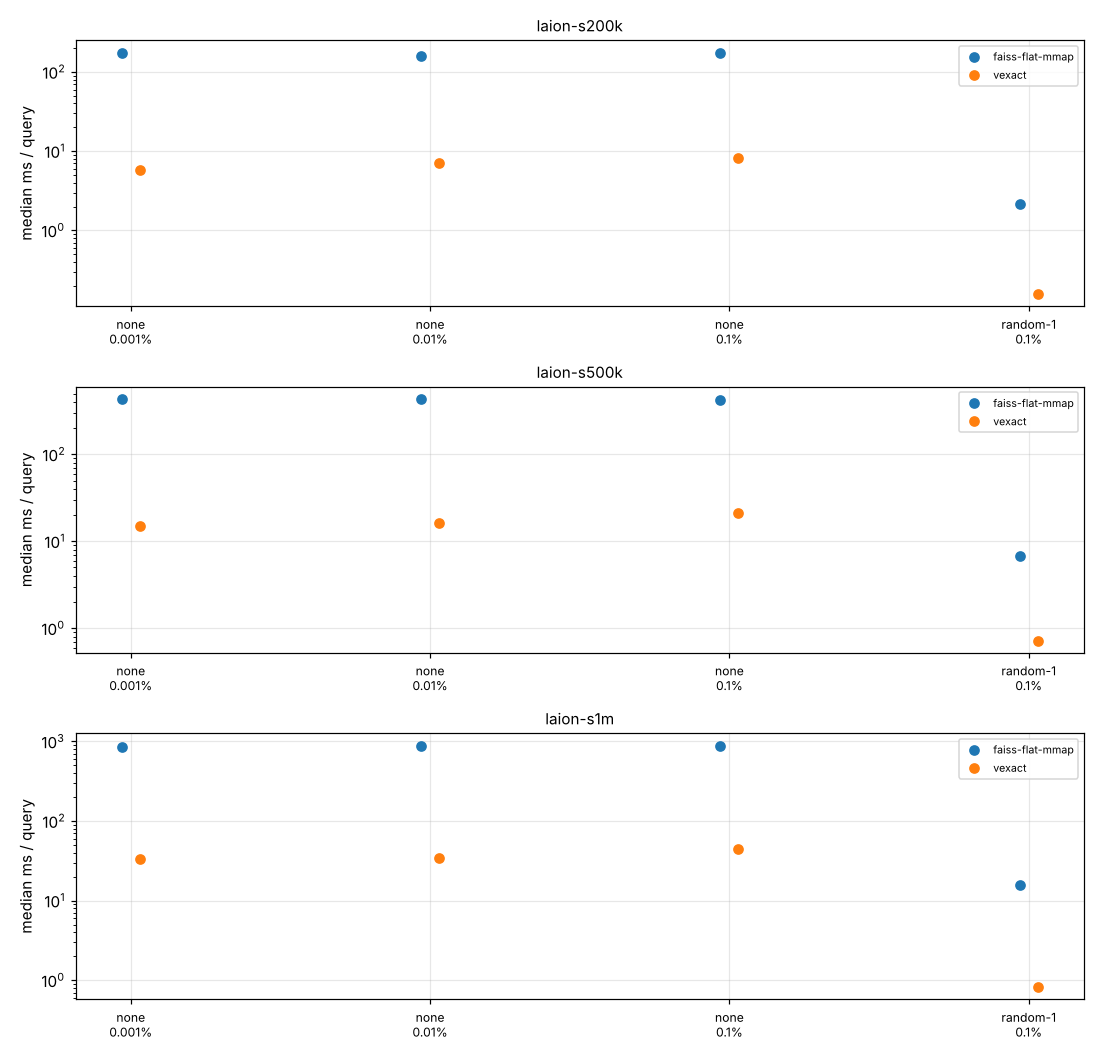 laion-s200k
faiss-flat-mmap
vexact
median ms / query
10²
10¹
10⁰
none
0.001%
none
0.01%
none
0.1%
random-1
0.1%
laion-s500k
faiss-flat-mmap
vexact
median ms / query
10²
10¹
10⁰
none
0.001%
none
0.01%
none
0.1%
random-1
0.1%
laion-s1m
faiss-flat-mmap
vexact
median ms / query
10³
10²
10¹
10⁰
none
0.001%
none
0.01%
none
0.1%
random-1
0.1%